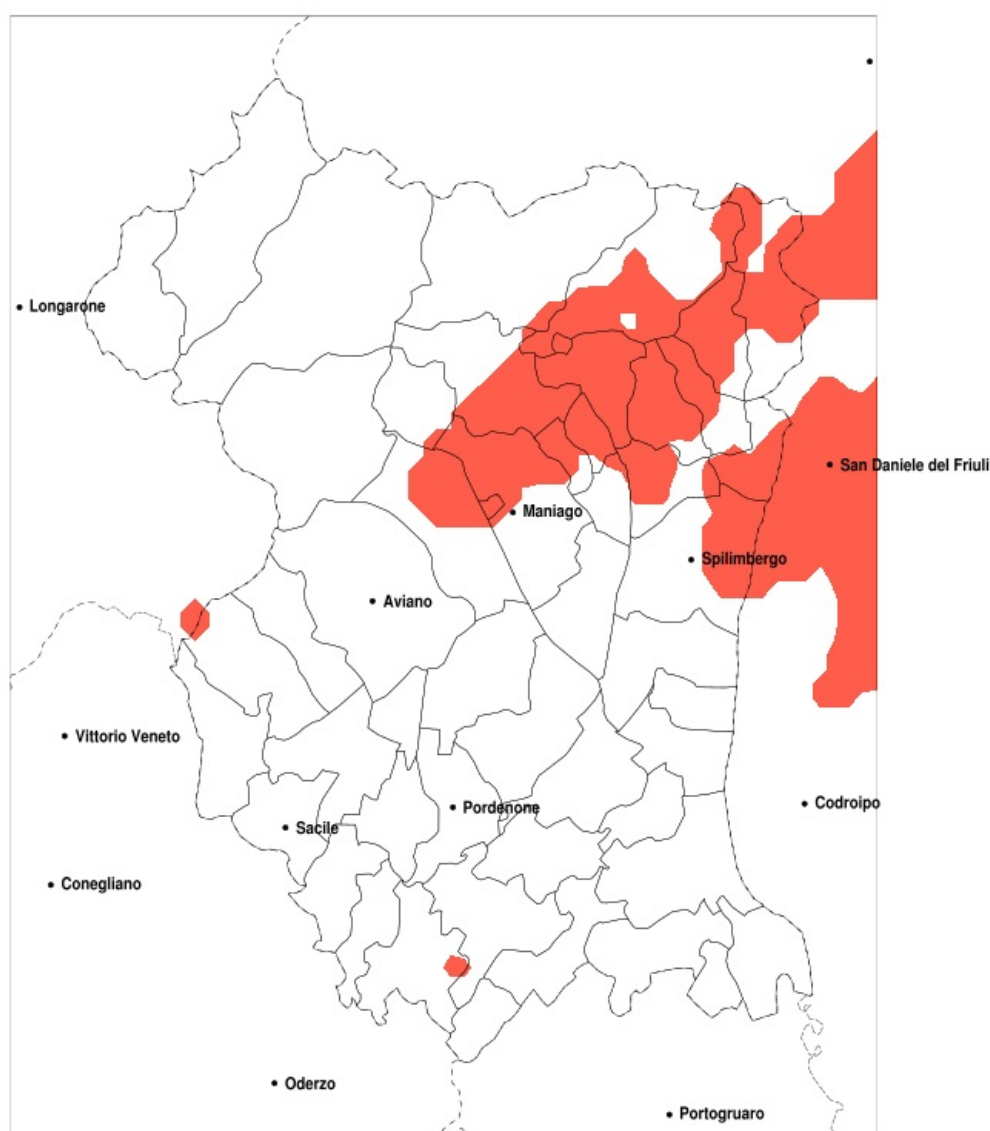 Longarone
San Daniele del Friuli
Maniago
Spilimbergo
Aviano
Vittorio Veneto
Codroipo
Pordenone
Sacile
Conegliano
Oderzo
Portogruaro